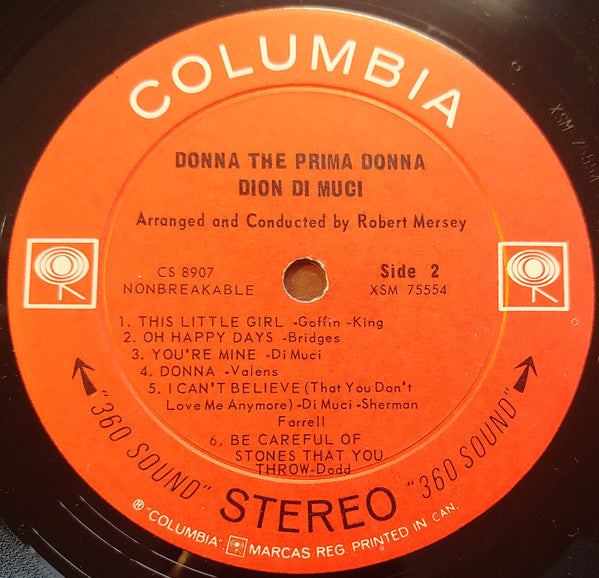 COLUMBIA
DONNA THE PRIMA DONNA
DION DI MUCI
Arranged and Conducted by Robert Mersey
CS 8907
NONBREAKABLE
Side 2
XSM 75554
1. THIS LITTLE GIRL -Goffin -King
2. OH HAPPY DAYS -Bridges
3. YOU'RE MINE -Di Muci
4. DONNA -Valens
5. I CAN'T BELIEVE (That You Don't
Love Me Anymore) -Di Muci -Sherman
Farrell
6. BE CAREFUL OF
STONES THAT YOU
THROW-Dodd
"360 SOUND" STEREO "360 SOUND"
® "COLUMBIA", MARCAS REG. PRINTED IN CAN.